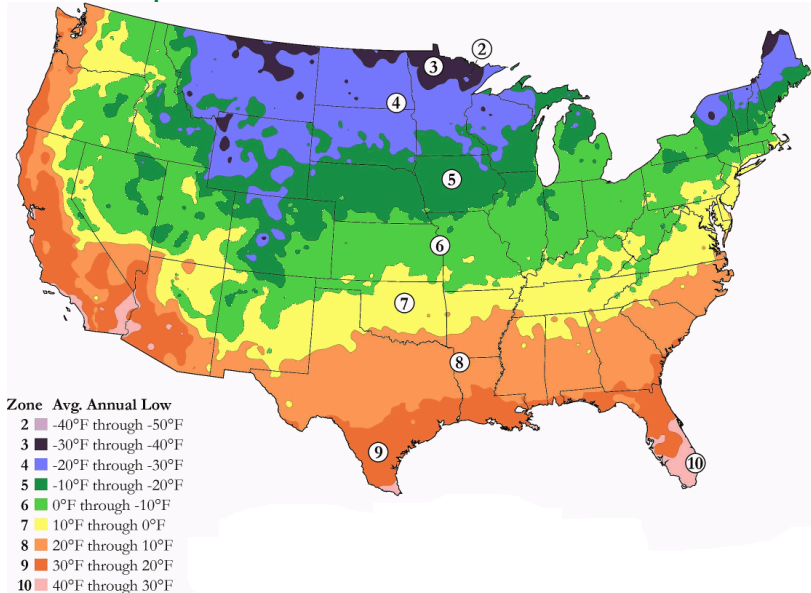 2
3
4
5
6
7
8
9
10
Zone Avg. Annual Low
2 -40°F through -50°F
3 -30°F through -40°F
4 -20°F through -30°F
5 -10°F through -20°F
6 0°F through -10°F
7 10°F through 0°F
8 20°F through 10°F
9 30°F through 20°F
10 40°F through 30°F